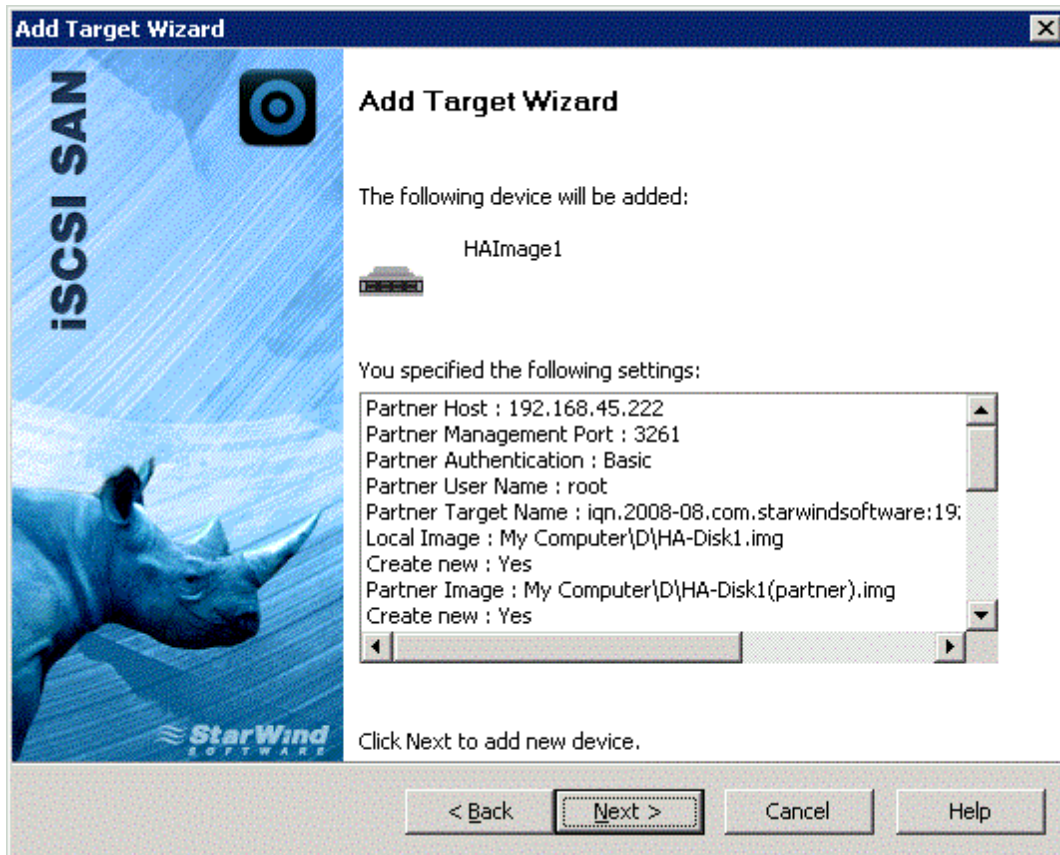 Add Target Wizard
iSCSI SAN
Add Target Wizard
The following device will be added:
HAImage1
You specified the following settings:
Partner Host : 192.168.45.222
Partner Management Port : 3261
Partner Authentication : Basic
Partner User Name : root
Partner Target Name : iqn.2008-08.com.starwindsoftware:19
Local Image : My Computer\D\HA-Disk1.img
Create new : Yes
Partner Image : My Computer\D\HA-Disk1(partner).img
Create new : Yes
StarWind
SOFTWARE
Click Next to add new device.
< Back
Next >
Cancel
Help